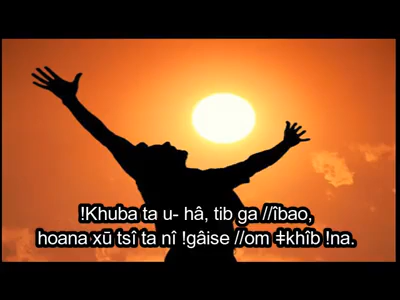 !Khuba ta u- hâ, tib ga //îbao,
hoana xū tsî ta nî !gâise //om ǂkhîb !na.